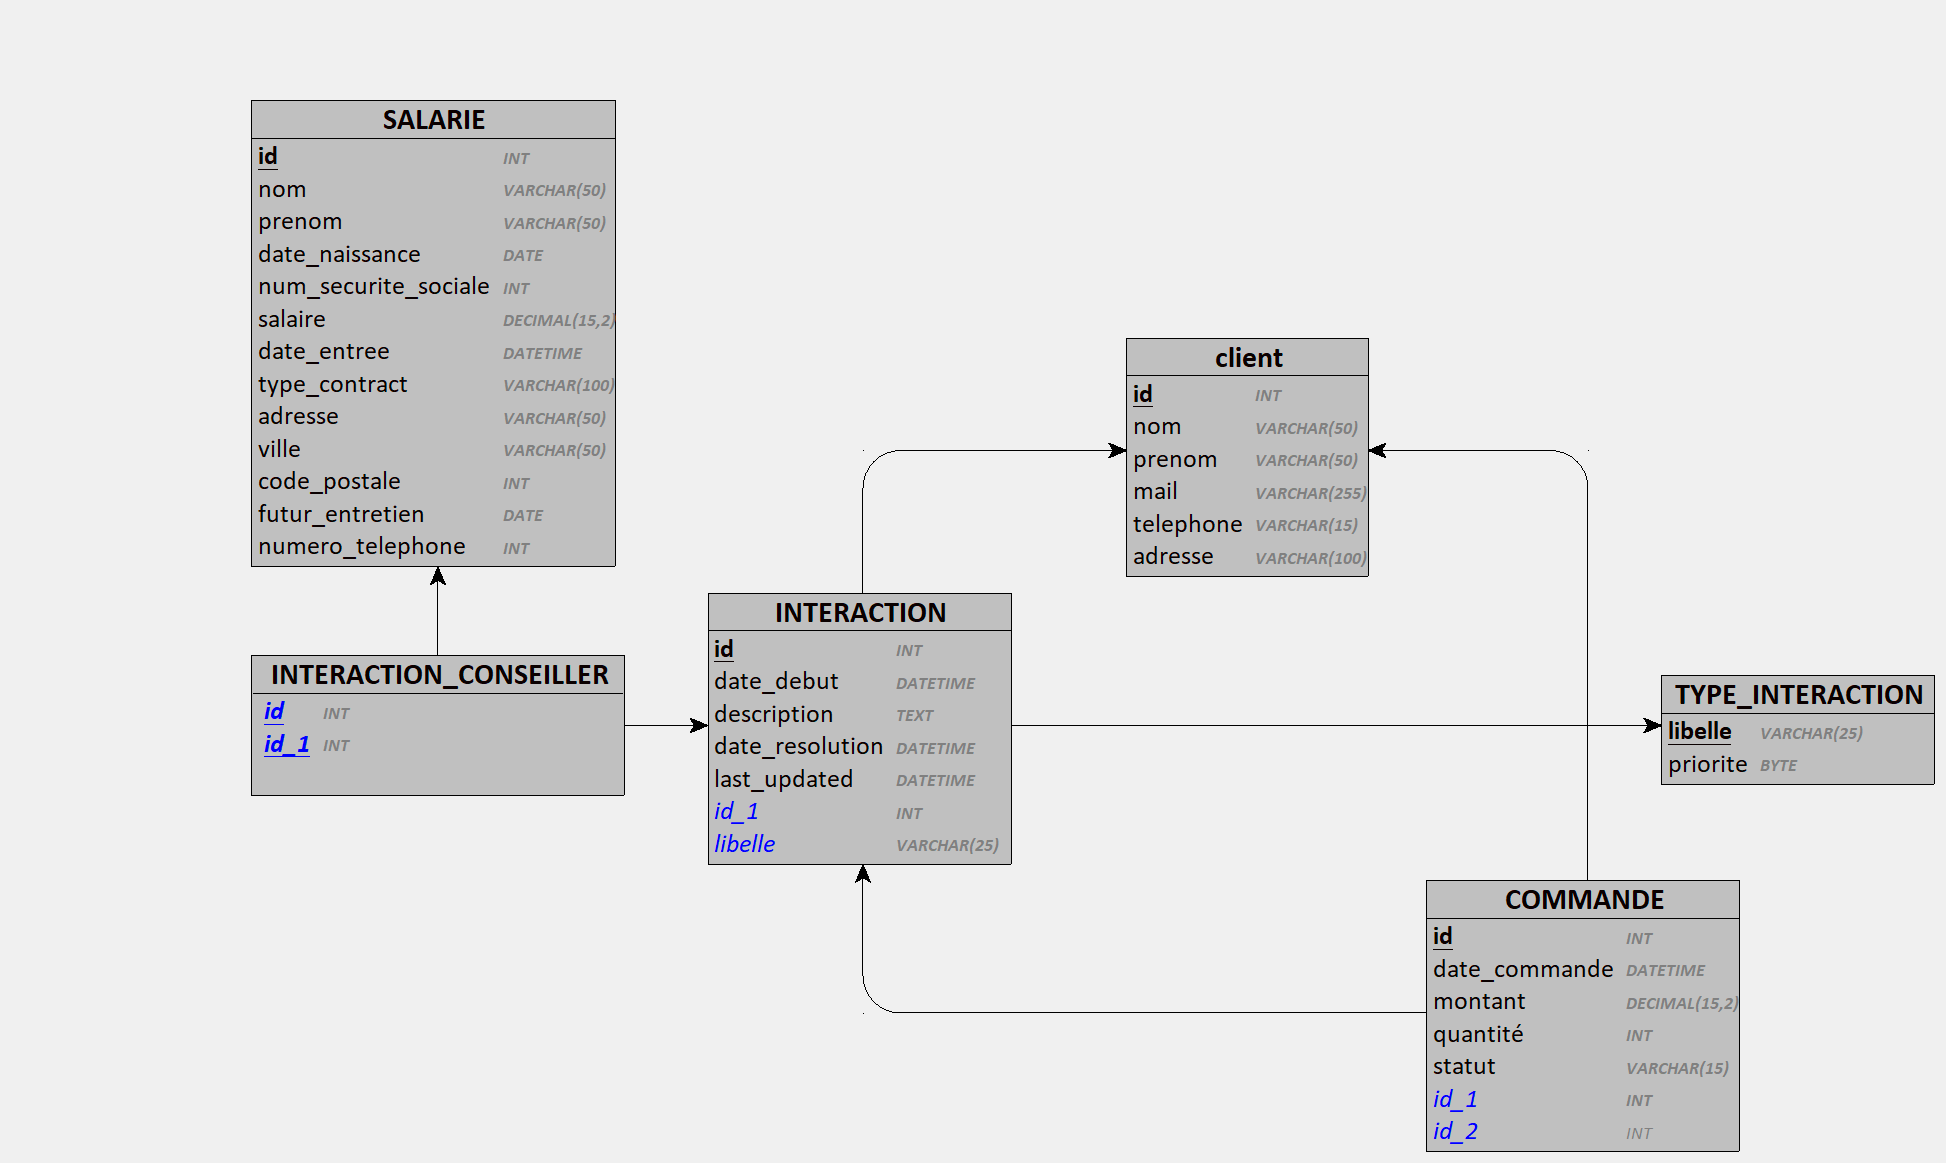 SALARIE
id INT
nom VARCHAR(50)
prenom VARCHAR(50)
date_naissance DATE
num_securite_sociale INT
salaire DECIMAL(15,2)
date_entree DATETIME
type_contract VARCHAR(100)
adresse VARCHAR(50)
ville VARCHAR(50)
code_postale INT
futur_entretien DATE
numero_telephone INT
client
id INT
nom VARCHAR(50)
prenom VARCHAR(50)
mail VARCHAR(255)
telephone VARCHAR(15)
adresse VARCHAR(100)
INTERACTION_CONSEILLER
id INT
id_1 INT
INTERACTION
id INT
date_debut DATETIME
description TEXT
date_resolution DATETIME
last_updated DATETIME
id_1 INT
libelle VARCHAR(25)
TYPE_INTERACTION
libelle VARCHAR(25)
priorite BYTE
COMMANDE
id INT
date_commande DATETIME
montant DECIMAL(15,2)
quantité INT
statut VARCHAR(15)
id_1 INT
id_2 INT